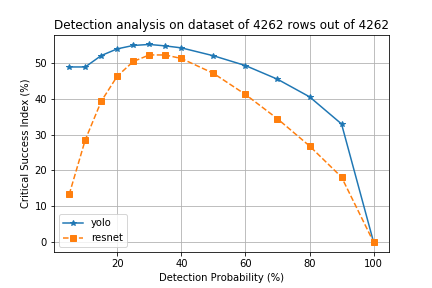 Detection analysis on dataset of 4262 rows out of 4262
Critical Success Index (%)
50
40
30
20
10
0
yolo
resnet
20
40
60
80
100
Detection Probability (%)